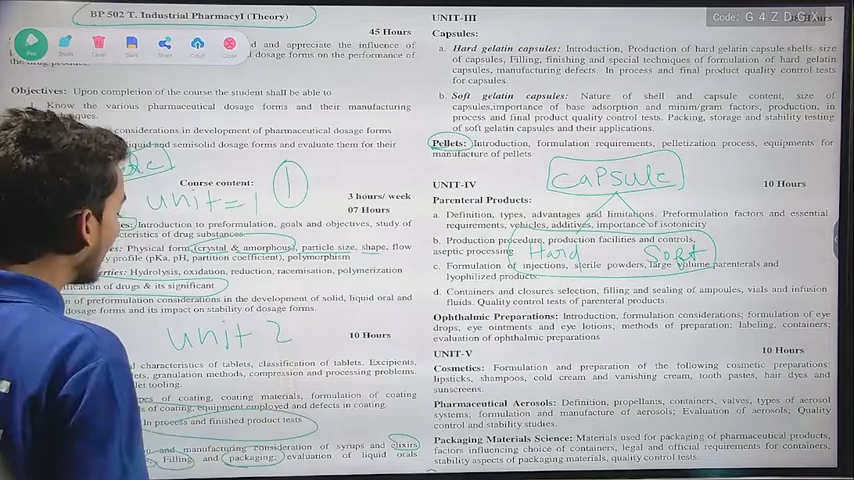 BP 502 T. Industrial PharmacyI (Theory)
45 Hours
d and appreciate the influence of
l dosage forms on the performance of
the drug product.
Pen
Save
Share
Close
Objectives: Upon completion of the course the student shall be able to
Know the various pharmaceutical dosage forms and their manufacturing
considerations in development of pharmaceutical dosage forms
liquid and semisolid dosage forms and evaluate them for their
Course content:
unit = 1
1
3 hours/ week
07 Hours
Introduction to preformulation, goals and objectives, study of
characteristics of drug substances.
Physical form (crystal & amorphous), particle size, shape, flow
profile (pKa, pH, partition coefficient), polymorphism
Hydrolysis, oxidation, reduction, racemisation, polymerization
fication of drugs & its significant
n of preformulation considerations in the development of solid, liquid oral and
dosage forms and its impact on stability of dosage forms.
unit 2
10 Hours
l characteristics of tablets, classification of tablets. Excipients,
granulation methods, compression and processing problems.
let tooling.
pes of coating, coating materials, formulation of coating
of coating, equipment employed and defects in coating.
In process and finished product tests
and manufacturing consideration of syrups and elixirs
Filling and packaging; evaluation of liquid orals
Code: G 4 Z D G X
UNIT-III
Hours
Capsules:
a. Hard gelatin capsules: Introduction, Production of hard gelatin capsule shells. size
of capsules, Filling, finishing and special techniques of formulation of hard gelatin
capsules, manufacturing defects. In process and final product quality control tests
for capsules.
b. Soft gelatin capsules: Nature of shell and capsule content, size of
capsules,importance of base adsorption and minim/gram factors, production, in
process and final product quality control tests. Packing, storage and stability testing
of soft gelatin capsules and their applications.
Pellets: Introduction, formulation requirements, pelletization process, equipments for
manufacture of pellets
capsule
UNIT-IV
10 Hours
Parenteral Products:
a. Definition, types, advantages and limitations. Preformulation factors and essential
requirements, vehicles, additives, importance of isotonicity
b. Production procedure, production facilities and controls,
aseptic processing
Hard Soft
c. Formulation of injections, sterile powders, large volume parenterals and
lyophilized products.
d. Containers and closures selection, filling and sealing of ampoules, vials and infusion
fluids. Quality control tests of parenteral products.
Ophthalmic Preparations: Introduction, formulation considerations; formulation of eye
drops, eye ointments and eye lotions; methods of preparation; labeling, containers;
evaluation of ophthalmic preparations
UNIT-V
10 Hours
Cosmetics: Formulation and preparation of the following cosmetic preparations:
lipsticks, shampoos, cold cream and vanishing cream, tooth pastes, hair dyes and
sunscreens.
Pharmaceutical Aerosols: Definition, propellants, containers, valves, types of aerosol
systems; formulation and manufacture of aerosols; Evaluation of aerosols; Quality
control and stability studies.
Packaging Materials Science: Materials used for packaging of pharmaceutical products,
factors influencing choice of containers, legal and official requirements for containers,
stability aspects of packaging materials, quality control tests.